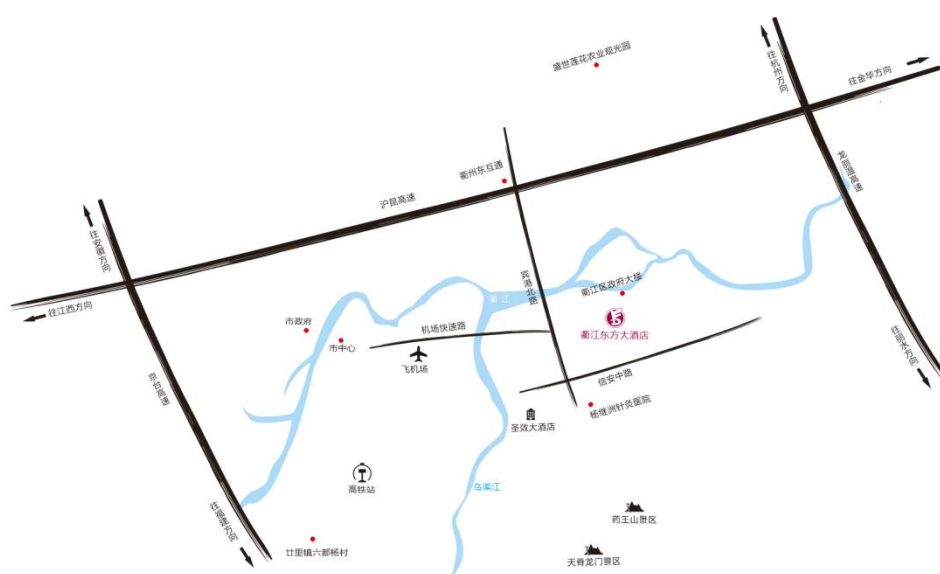 盛世莲花农业观光园
往杭州方向
往金华方向
衢州东互通
龙丽温高速
沪昆高速
往安徽方向
宾港北路
衢江区政府大楼
衢江
往江西方向
市政府
机场快速路
衢江东方大酒店
往丽水方向
市中心
飞机场
信安中路
京台高速
杨继洲针灸医院
圣效大酒店
高铁站
乌溪江
往福建方向
药王山景区
廿里镇六都杨村
天脊龙门景区